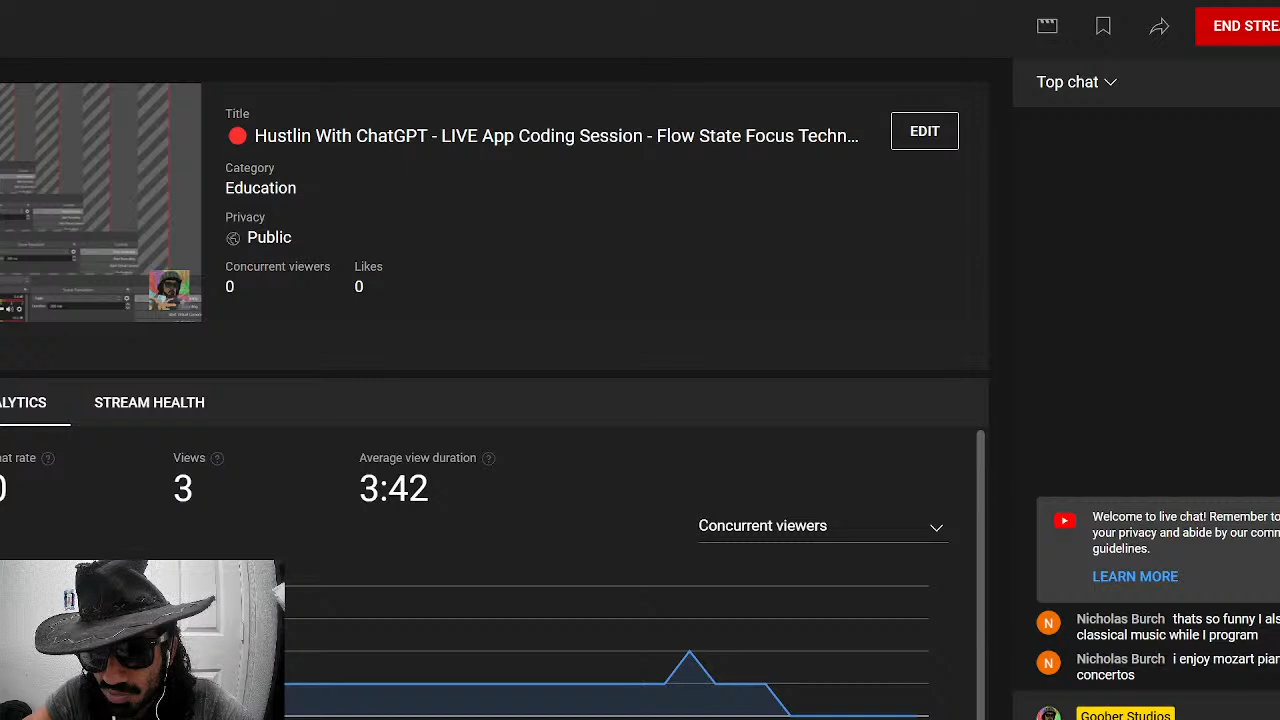 END STRE
Top chat
Title
Hustlin With ChatGPT - LIVE App Coding Session - Flow State Focus Techn...
EDIT
Category
Education
Privacy
Public
Concurrent viewers
Likes
0
0
ALYTICS
STREAM HEALTH
hat rate
Views
Average view duration
0
3
3:42
Concurrent viewers
Welcome to live chat! Remember to
your privacy and abide by our comm
guidelines.
LEARN MORE
N
Nicholas Burch thats so funny I als
classical music while I program
N
Nicholas Burch i enjoy mozart pian
concertos
Goober Studios